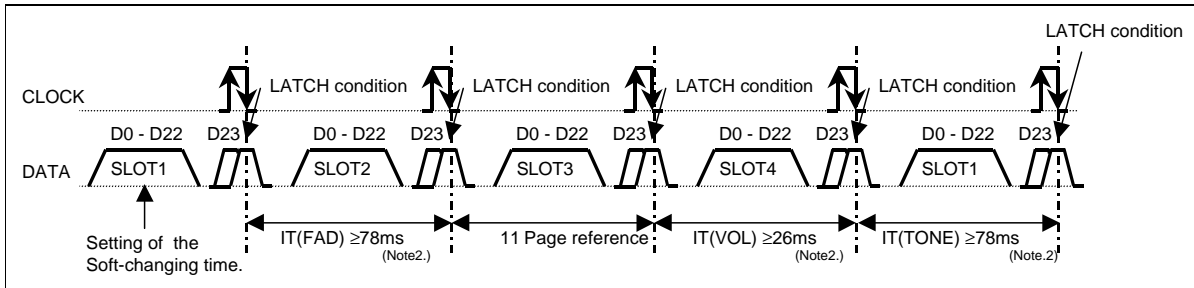 LATCH condition
LATCH condition LATCH condition LATCH condition LATCH condition
CLOCK
D0 - D22 D23 D0 - D22 D23 D0 - D22 D23 D0 - D22 D23 D0 - D22 D23
DATA SLOT1 SLOT2 SLOT3 SLOT4 SLOT1
IT(FAD) ≥78ms 11 Page reference IT(VOL) ≥26ms IT(TONE) ≥78ms
(Note2.) (Note2.) (Note.2)
Setting of the
Soft-changing time.